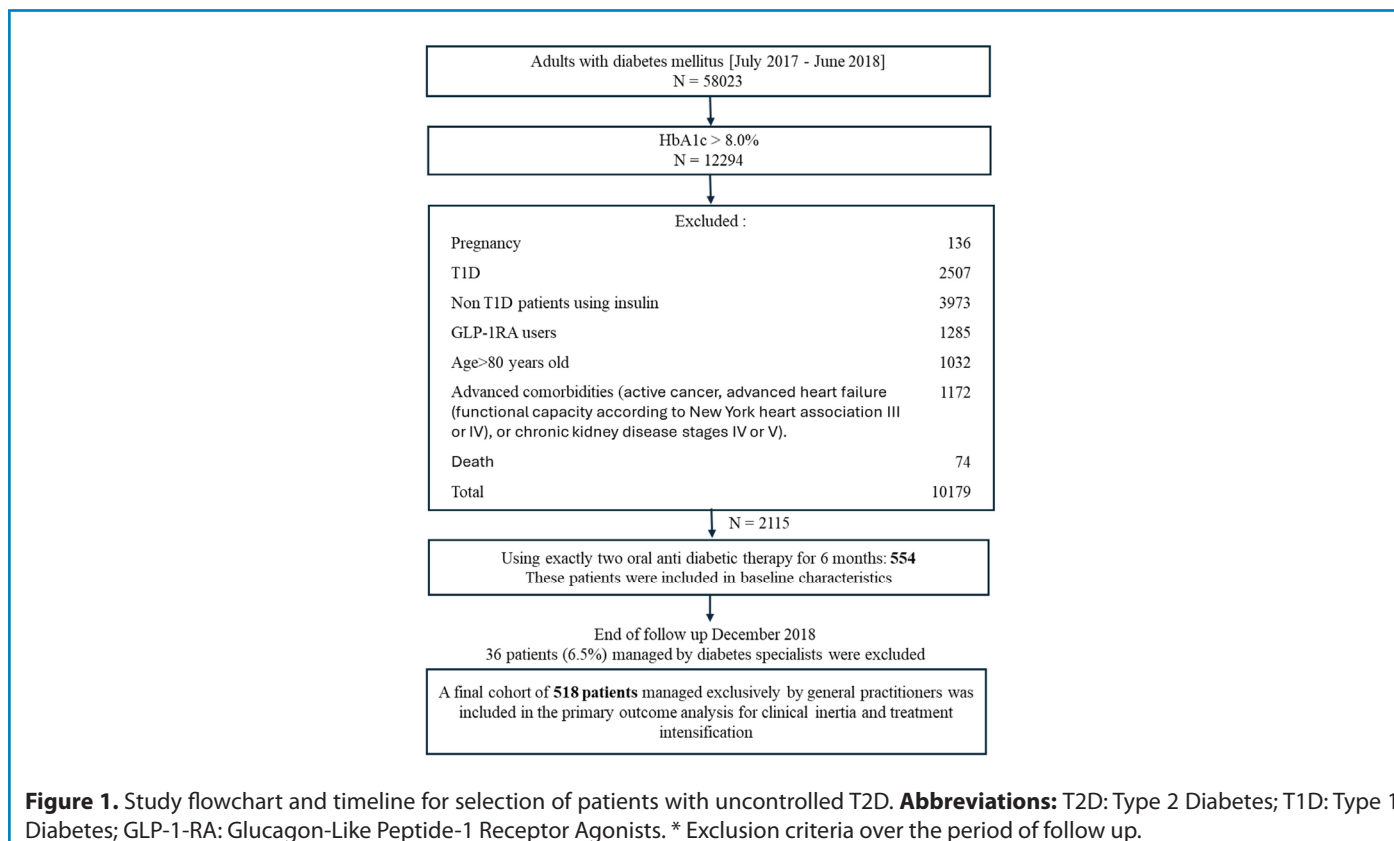 Adults with diabetes mellitus [July 2017 - June 2018]
N = 58023
HbA1c > 8.0%
N = 12294
Excluded :
Pregnancy 136
T1D 2507
Non T1D patients using insulin 3973
GLP-1RA users 1285
Age>80 years old 1032
Advanced comorbidities (active cancer, advanced heart failure 1172
(functional capacity according to New York heart association III
or IV), or chronic kidney disease stages IV or V).
Death 74
Total 10179
N = 2115
Using exactly two oral anti diabetic therapy for 6 months: 554
These patients were included in baseline characteristics
End of follow up December 2018
36 patients (6.5%) managed by diabetes specialists were excluded
A final cohort of 518 patients managed exclusively by general practitioners was
included in the primary outcome analysis for clinical inertia and treatment
intensification
Figure 1. Study flowchart and timeline for selection of patients with uncontrolled T2D. Abbreviations: T2D: Type 2 Diabetes; T1D: Type 1
Diabetes; GLP-1-RA: Glucagon-Like Peptide-1 Receptor Agonists. * Exclusion criteria over the period of follow up.